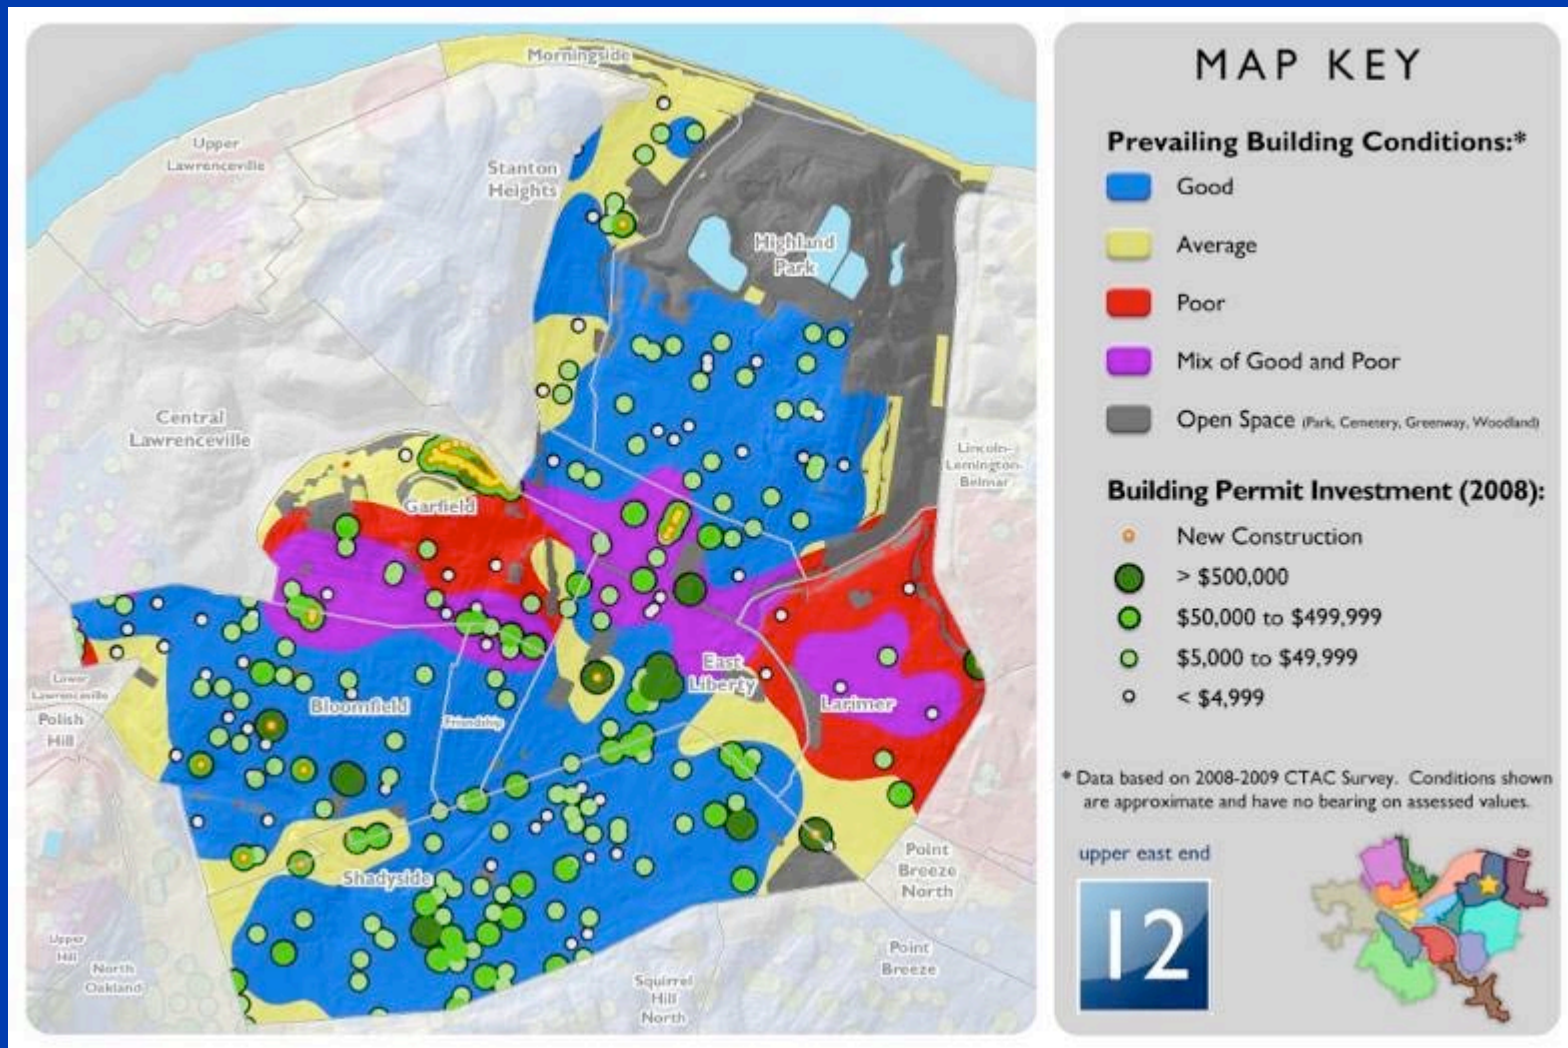 Morningside
Upper
Lawrenceville
Stanton
Heights
Highland
Park
Central
Lawrenceville
Lincoln-
Lemington-
Belmar
Garfield
East
Liberty
Larimer
Lower
Lawrenceville
Polish
Hill
Bloomfield
Friendship
Shadyside
Point
Breeze
North
Upper
Hill
North
Oakland
Squirrel
Hill
North
Point
Breeze
MAP KEY
Prevailing Building Conditions:*
Good
Average
Poor
Mix of Good and Poor
Open Space (Park, Cemetery, Greenway, Woodland)
Building Permit Investment (2008):
New Construction
> $500,000
$50,000 to $499,999
$5,000 to $49,999
< $4,999
* Data based on 2008-2009 CTAC Survey. Conditions shown
are approximate and have no bearing on assessed values.
upper east end
12